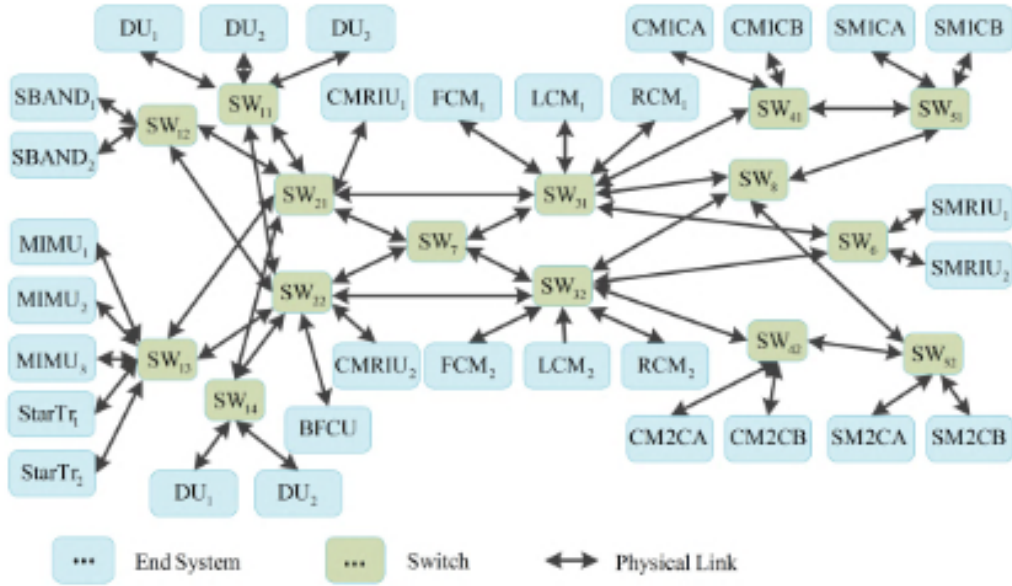 DU₁ DU₂ DU₃
CM1CA CM1CB SM1CA SM1CB
SBAND₁ SW₁₁ CMRIU₁ FCM₁ LCM₁ RCM₁
SW₁₂ SW₄₁ SW₅₁
SBAND₂
SW₂₁ SW₃₁ SW₈
SMRIU₁
MIMU₁ SW₇ SW₆
SMRIU₂
MIMU₂ SW₂₂ SW₃₂
MIMU₃ SW₁₃ CMRIU₂ FCM₂ LCM₂ RCM₂ SW₄₂ SW₅₂
StarTr₁ SW₁₄ BFCU CM2CA CM2CB SM2CA SM2CB
StarTr₂ DU₁ DU₂
... End System ... Switch Physical Link